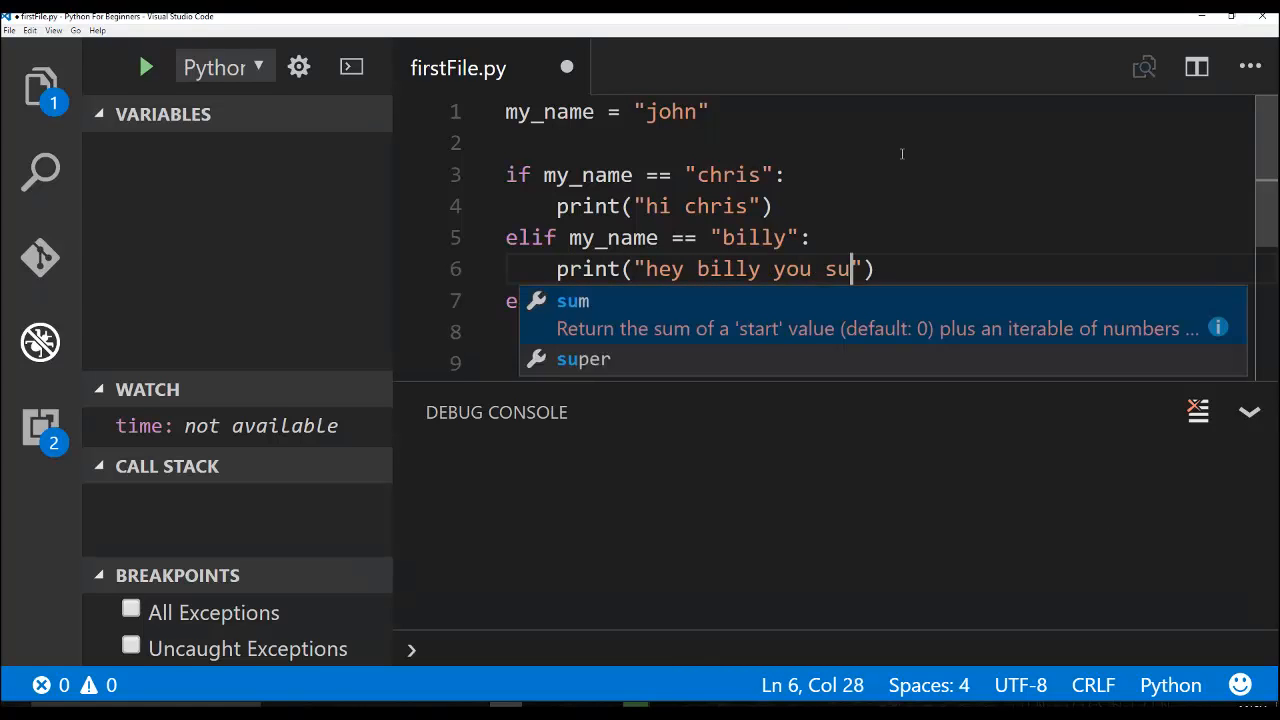 firstFile.py - Python For Beginners - Visual Studio Code
File Edit View Go Help
1
2
Python
VARIABLES
WATCH
time: not available
CALL STACK
BREAKPOINTS
All Exceptions
Uncaught Exceptions
firstFile.py
1 my_name = "john"
2
3 if my_name == "chris":
4 print("hi chris")
5 elif my_name == "billy":
6 print("hey billy you su")
7 e
8
9
sum
Return the sum of a 'start' value (default: 0) plus an iterable of numbers ...
super
DEBUG CONSOLE
0 0
Ln 6, Col 28
Spaces: 4
UTF-8
CRLF
Python